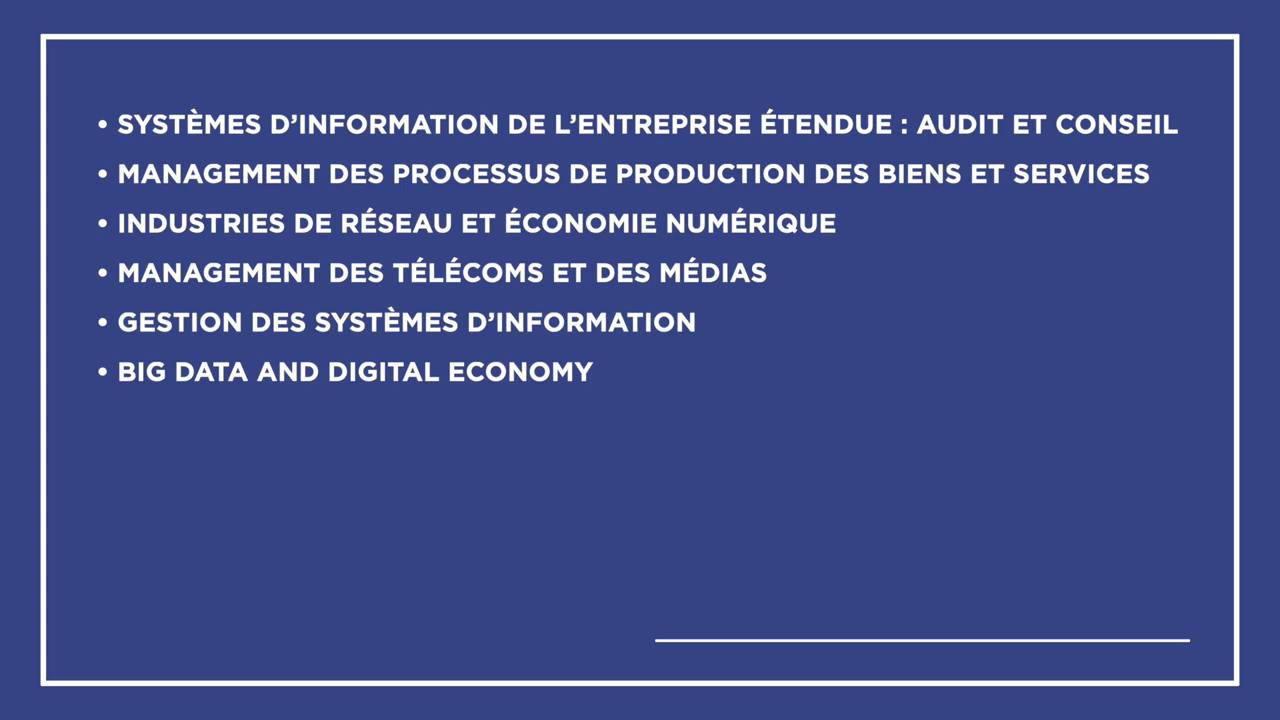 • SYSTÈMES D’INFORMATION DE L’ENTREPRISE ÉTENDUE : AUDIT ET CONSEIL
• MANAGEMENT DES PROCESSUS DE PRODUCTION DES BIENS ET SERVICES
• INDUSTRIES DE RÉSEAU ET ÉCONOMIE NUMÉRIQUE
• MANAGEMENT DES TÉLÉCOMS ET DES MÉDIAS
• GESTION DES SYSTÈMES D’INFORMATION
• BIG DATA AND DIGITAL ECONOMY